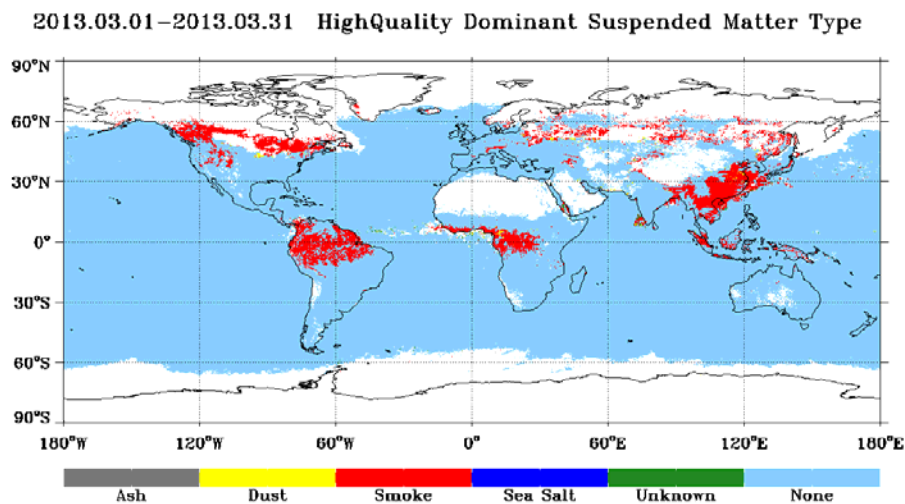 2013.03.01-2013.03.31 HighQuality Dominant Suspended Matter Type
90°N
60°N
30°N
0°
30°S
60°S
90°S
180°W 120°W 60°W 0° 60°E 120°E 180°E
Ash Dust Smoke Sea Salt Unknown None